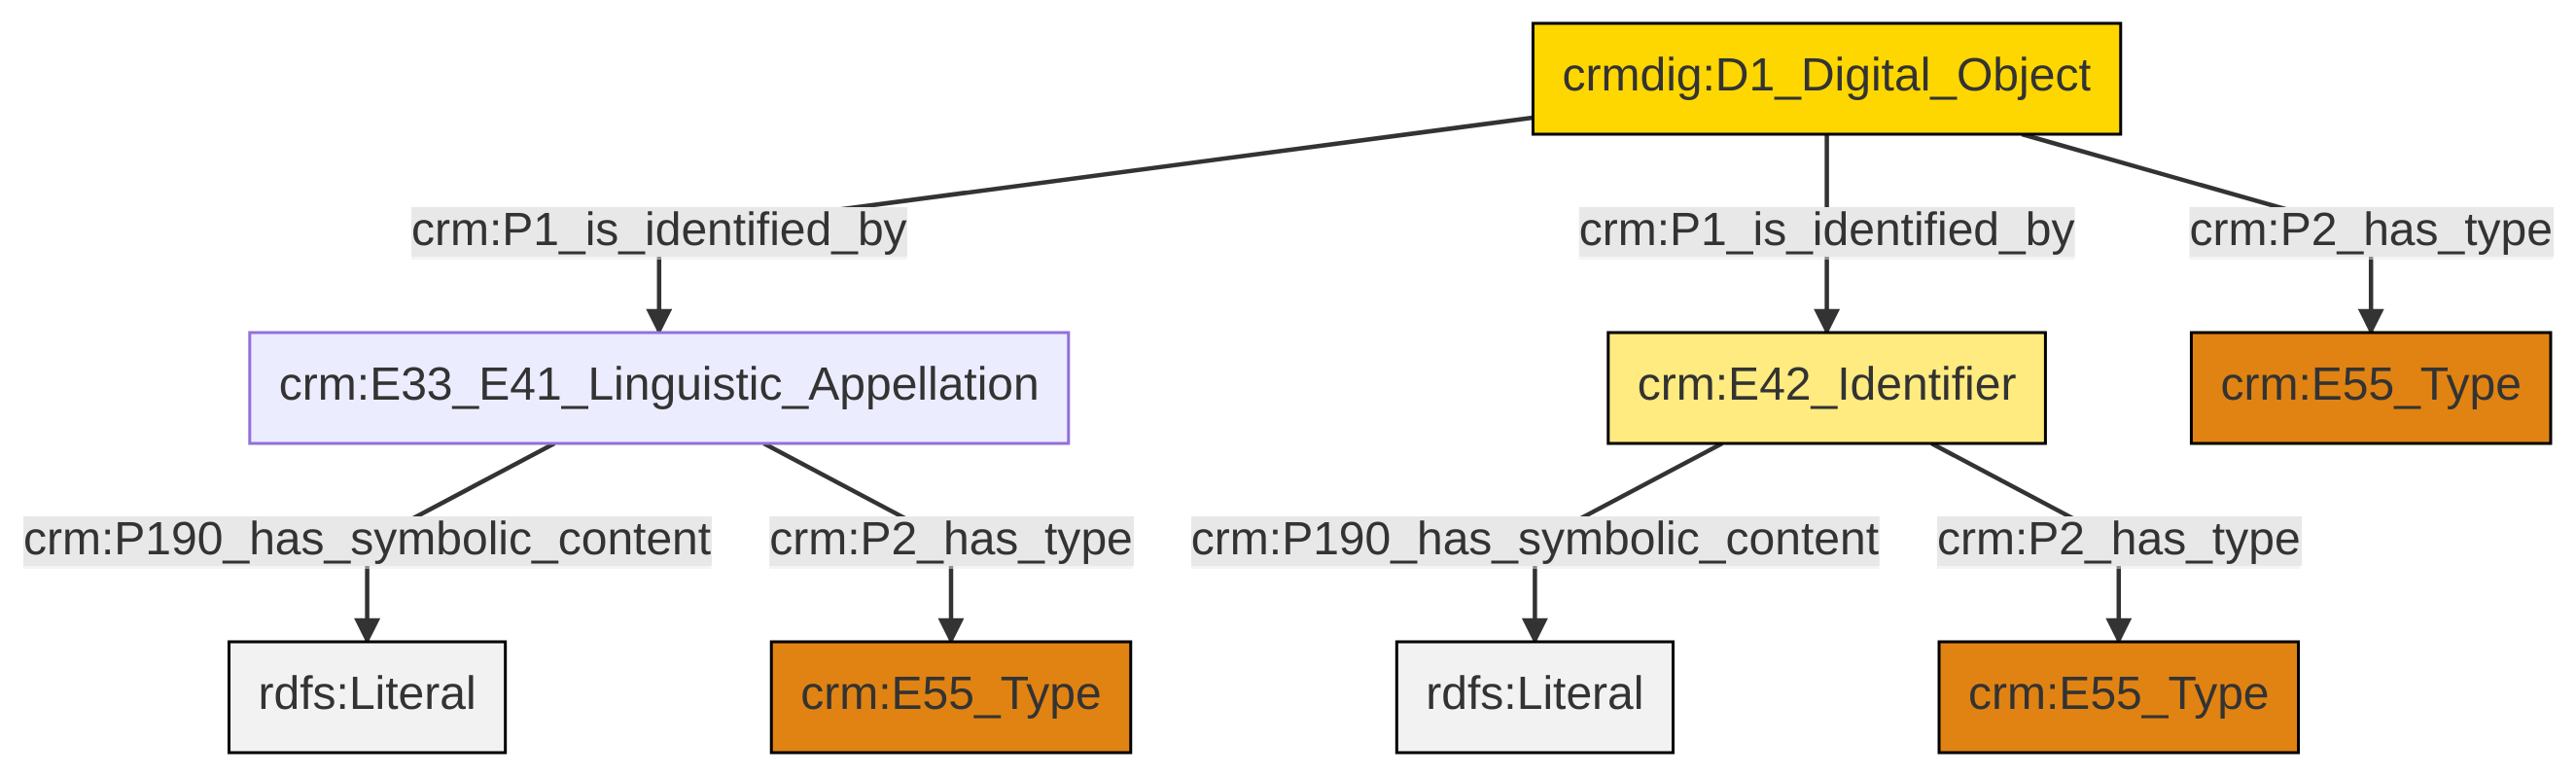 crmdig:D1_Digital_Object
crm:P1_is_identified_by
crm:P1_is_identified_by
crm:P2_has_type
crm:E33_E41_Linguistic_Appellation
crm:E42_Identifier
crm:E55_Type
crm:P190_has_symbolic_content
crm:P2_has_type
crm:P190_has_symbolic_content
crm:P2_has_type
rdfs:Literal
crm:E55_Type
rdfs:Literal
crm:E55_Type